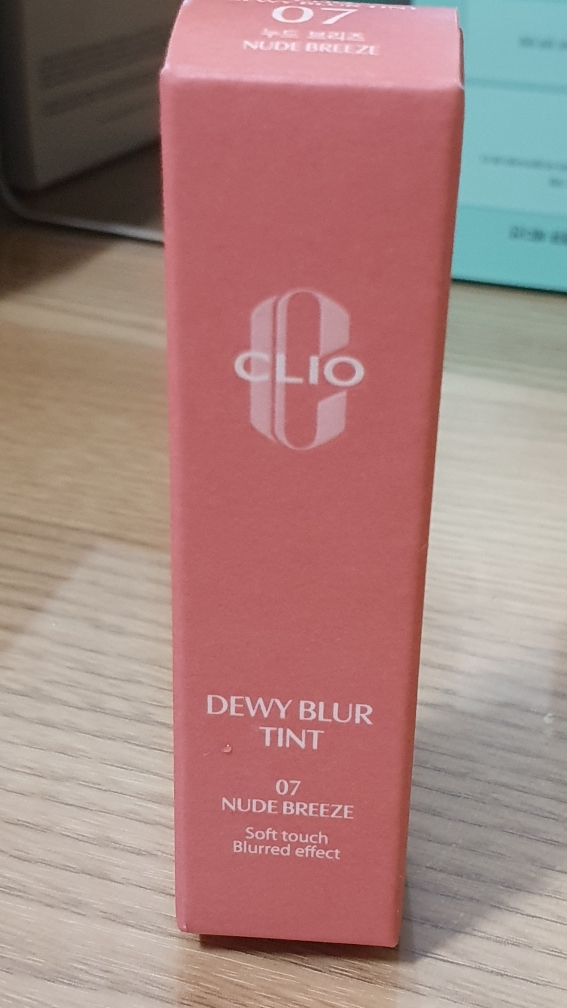 07
누드 브리즈
NUDE BREEZE
CLIO
DEWY BLUR
TINT
07
NUDE BREEZE
Soft touch
Blurred effect